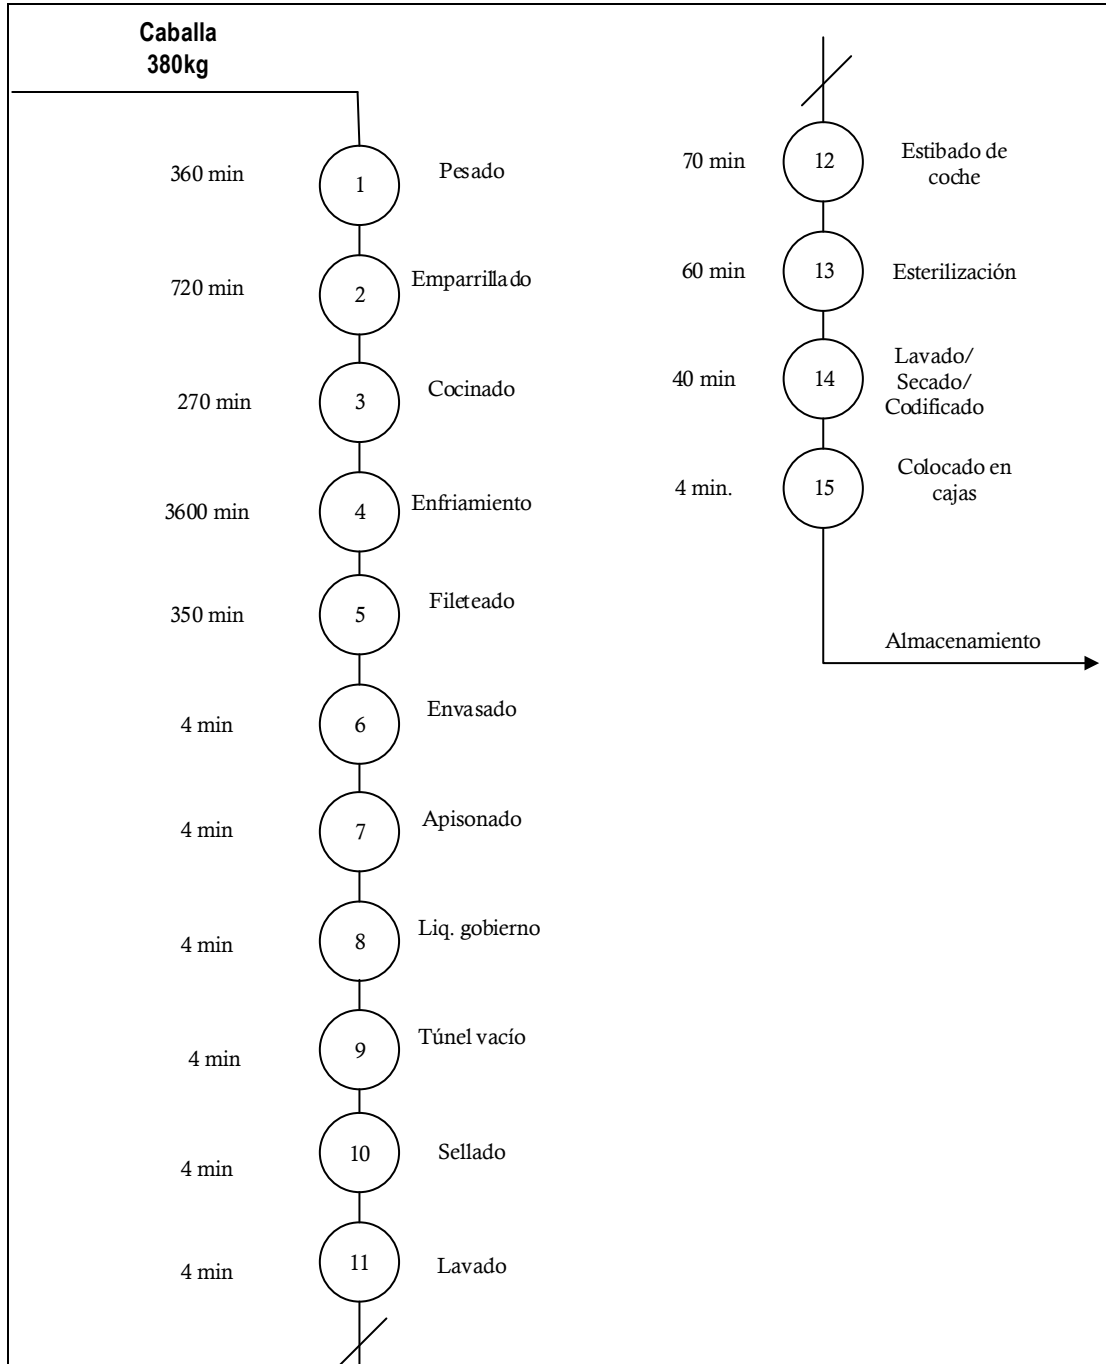 Caballa
380kg
360 min
1
Pesado
720 min
2
Emparrillado
270 min
3
Cocinado
3600 min
4
Enfriamiento
350 min
5
Fileteado
4 min
6
Envasado
4 min
7
Apisonado
4 min
8
Liq. gobierno
4 min
9
Túnel vacío
4 min
10
Sellado
4 min
11
Lavado
70 min
12
Estibado de
coche
60 min
13
Esterilización
40 min
14
Lavado/
Secado/
Codificado
4 min.
15
Colocado en
cajas
Almacenamiento